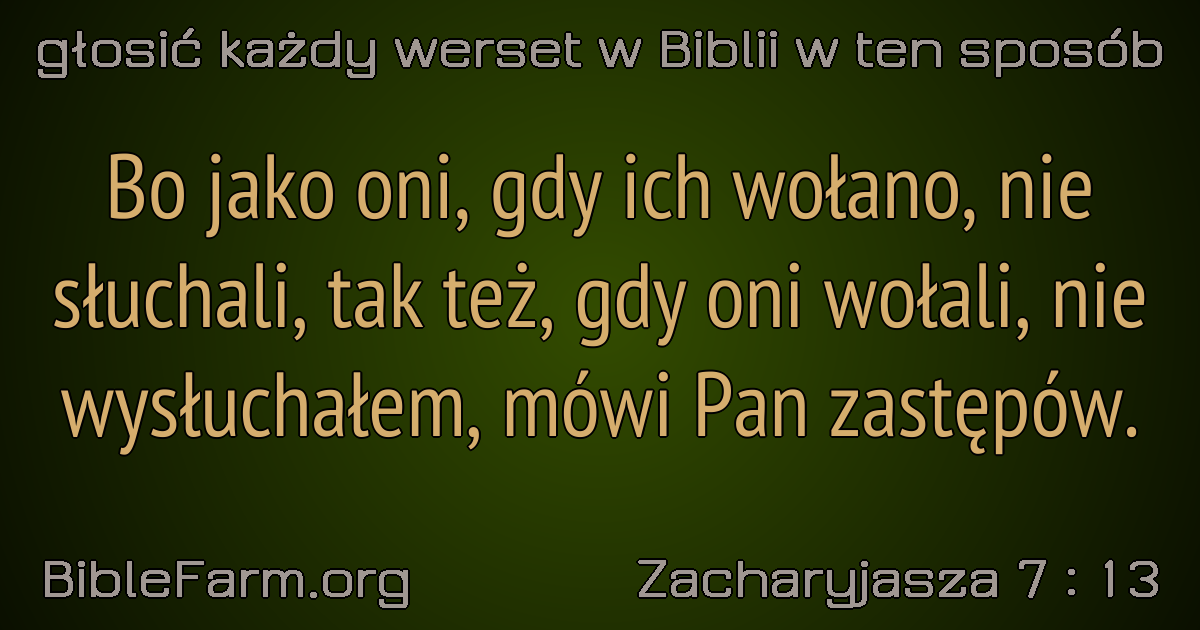 głosić każdy werset w Biblii w ten sposób
Bo jako oni, gdy ich wołano, nie
słuchali, tak też, gdy oni wołali, nie
wysłuchałem, mówi Pan zastępów.
BibleFarm.org
Zacharyjasza 7 : 13